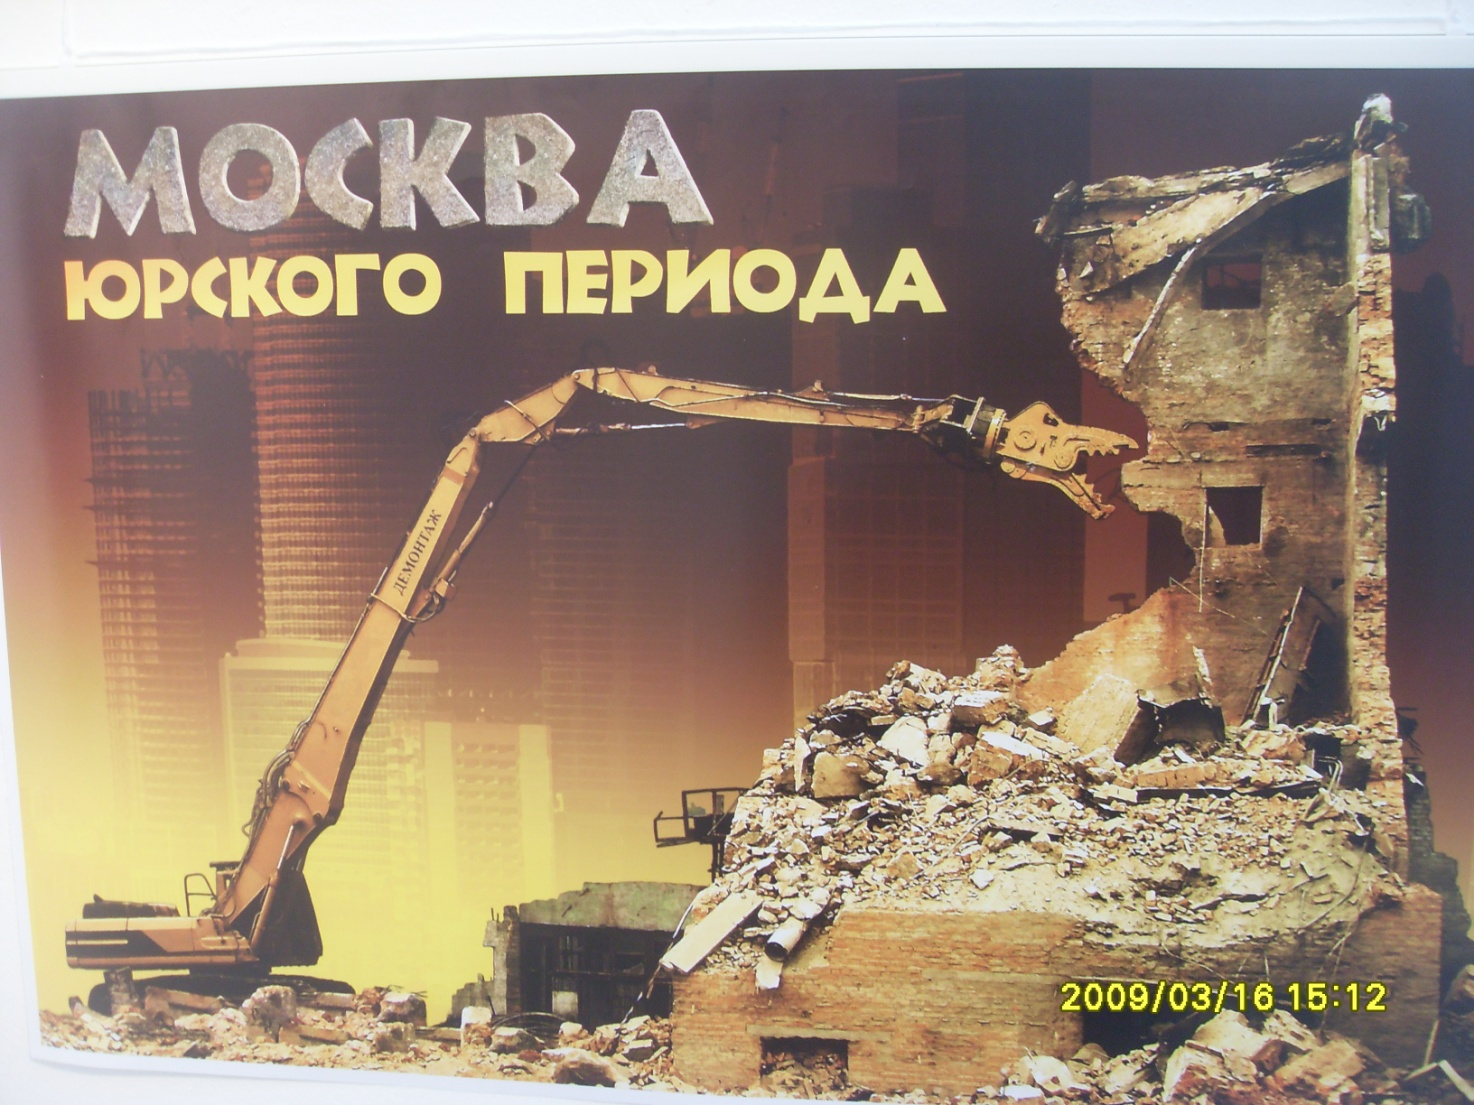 МОСКВА
ЮРСКОГО ПЕРИОДА
ДЕМОНТАЖ
2009/03/16 15:12